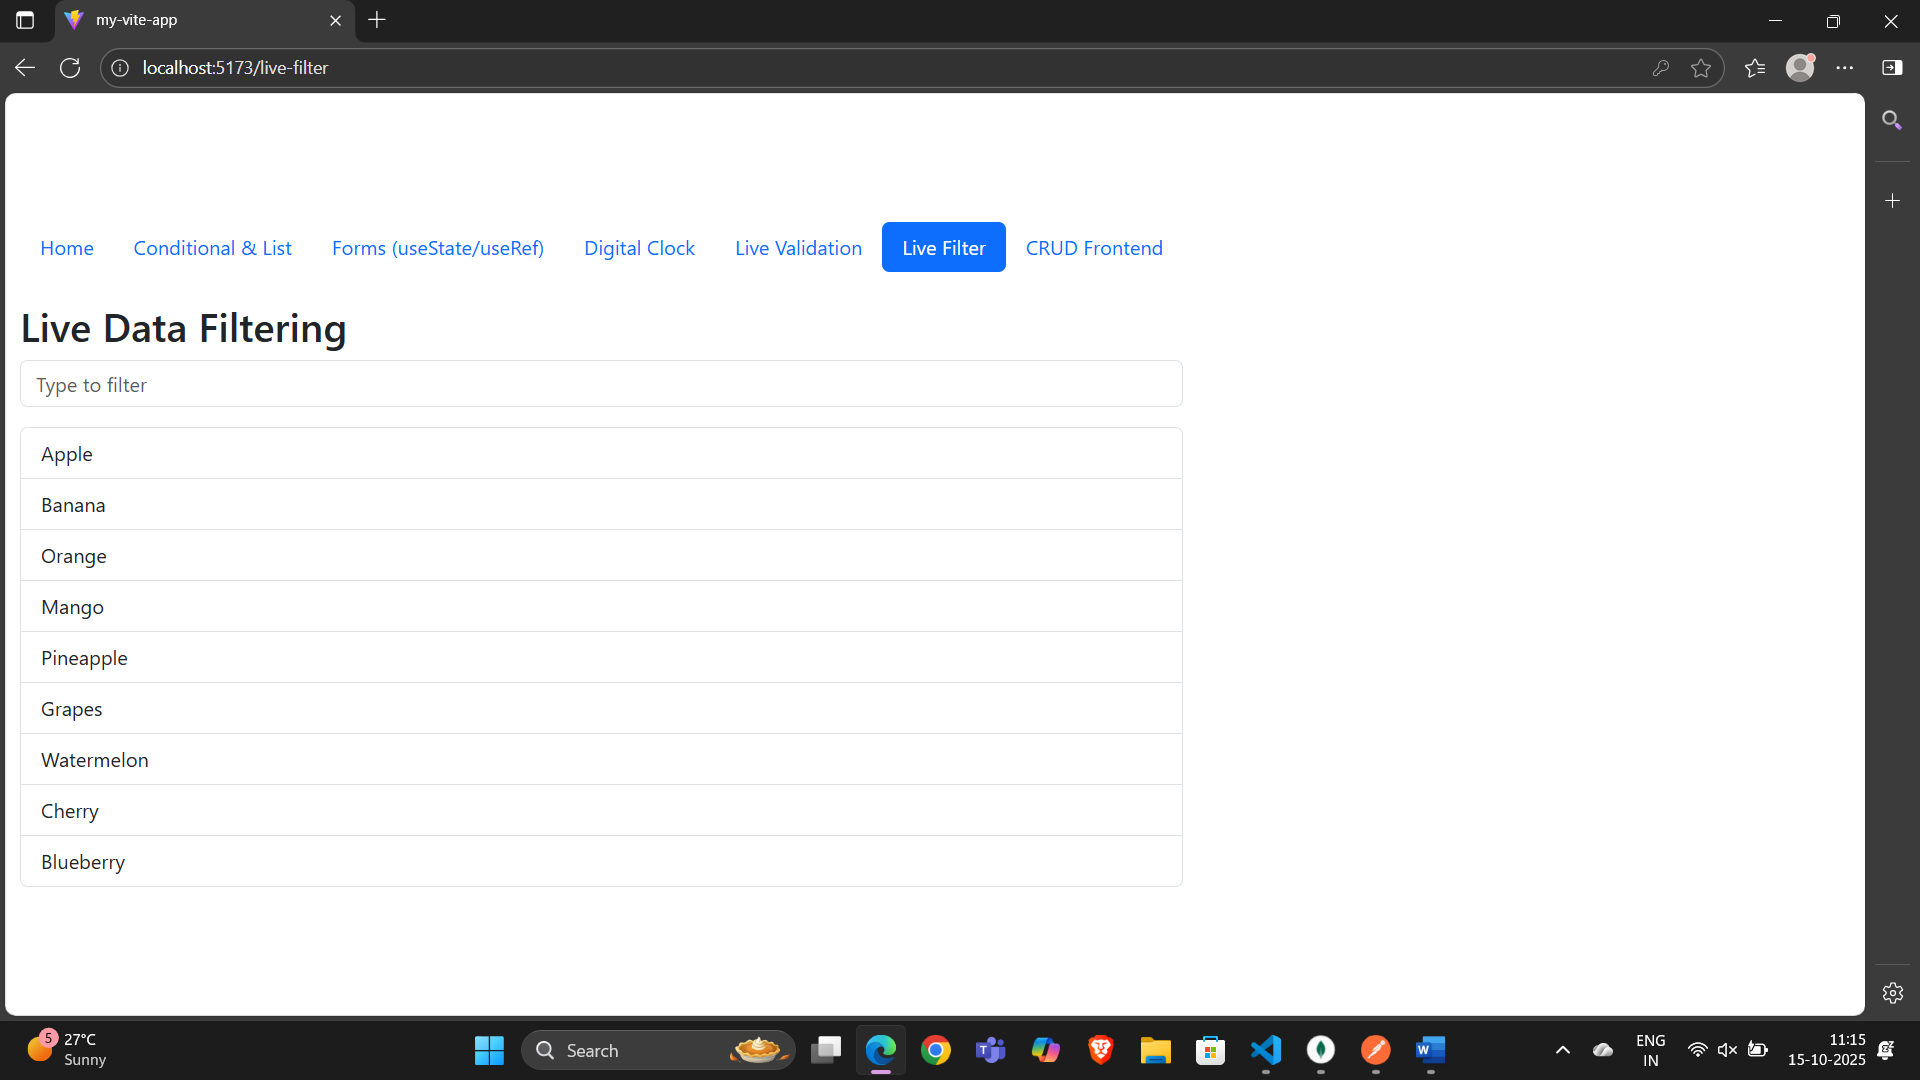 my-vite-app
localhost:5173/live-filter
Home Conditional & List Forms (useState/useRef) Digital Clock Live Validation Live Filter CRUD Frontend
Live Data Filtering
Type to filter
Apple
Banana
Orange
Mango
Pineapple
Grapes
Watermelon
Cherry
Blueberry
5 27°C
Sunny
Search
ENG
IN
11:15
15-10-2025